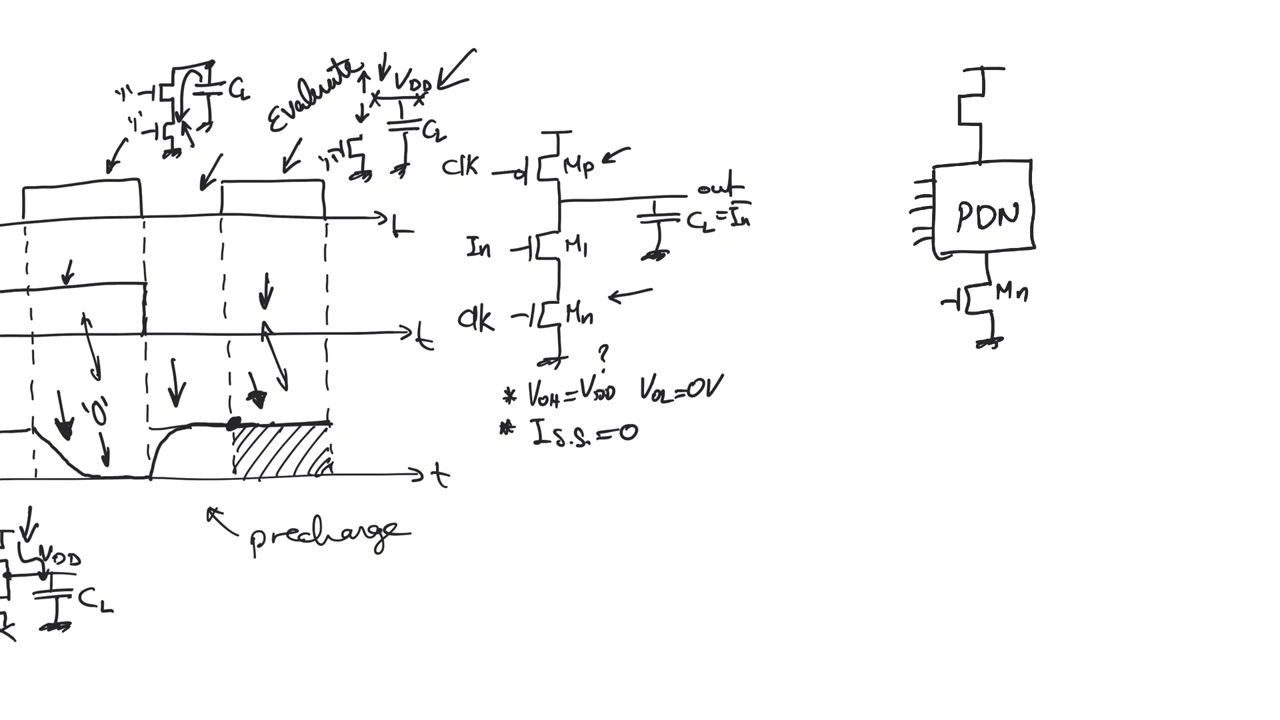 "1"
CL
"1"
Evaluate
VDD
CL
"1"
t
t
'0'
t
precharge
VDD
CL
Clk
Mp
out
CL = In̅
In
M1
Clk
Mn
?
* VOH=VDD VOL=0V
* I s.s.=0
PDN
Mn